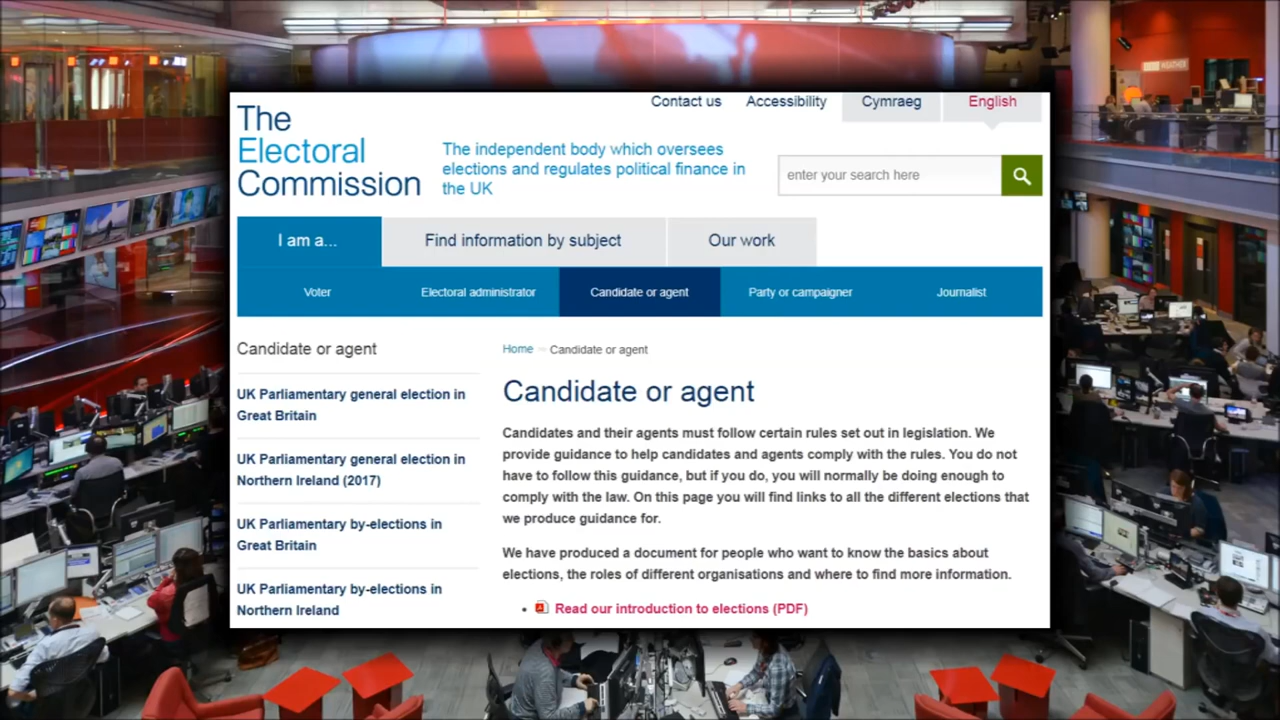 Contact us Accessibility Cymraeg English
The
Electoral
Commission
The independent body which oversees
elections and regulates political finance in
the UK
enter your search here
I am a... Find information by subject Our work
Voter Electoral administrator Candidate or agent Party or campaigner Journalist
Candidate or agent
UK Parliamentary general election in
Great Britain
UK Parliamentary general election in
Northern Ireland (2017)
UK Parliamentary by-elections in
Great Britain
UK Parliamentary by-elections in
Northern Ireland
Home Candidate or agent
Candidate or agent
Candidates and their agents must follow certain rules set out in legislation. We
provide guidance to help candidates and agents comply with the rules. You do not
have to follow this guidance, but if you do, you will normally be doing enough to
comply with the law. On this page you will find links to all the different elections that
we produce guidance for.
We have produced a document for people who want to know the basics about
elections, the roles of different organisations and where to find more information.
• Read our introduction to elections (PDF)